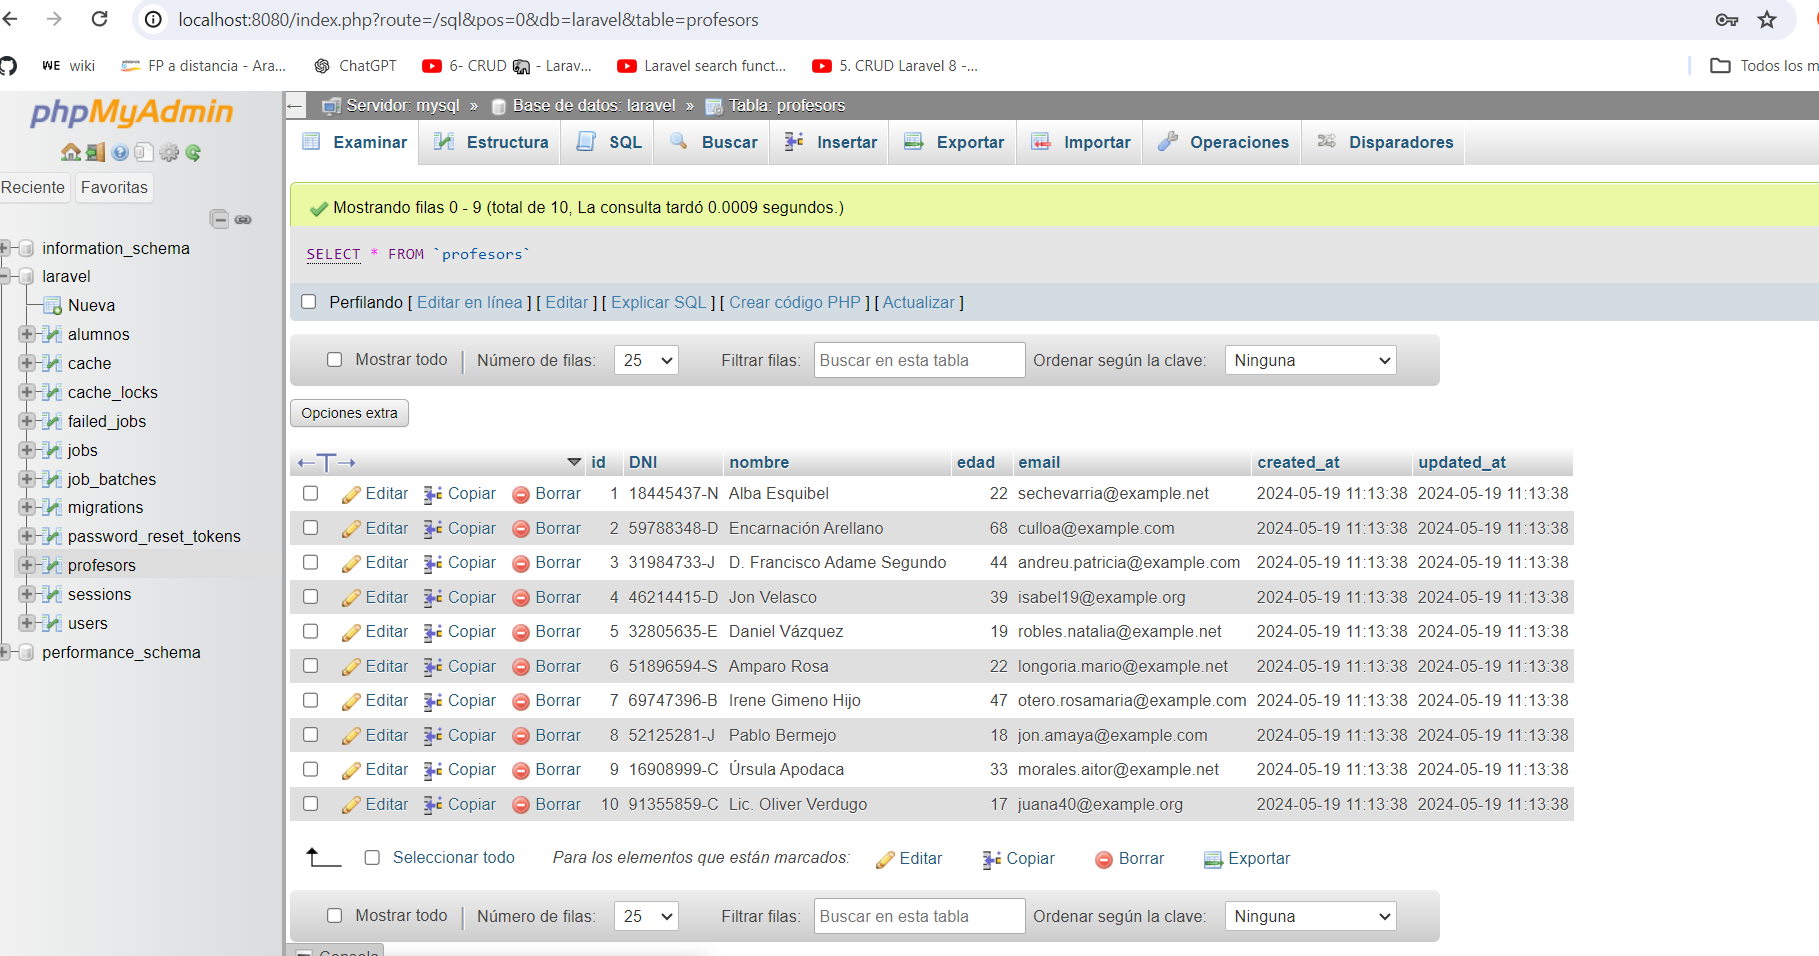 localhost:8080/index.php?route=/sql&pos=0&db=laravel&table=profesors
WE wiki FP a distancia - Ara... ChatGPT 6- CRUD - Larav... Laravel search funct... 5. CRUD Laravel 8 -... Todos los m
phpMyAdmin
Reciente Favoritas
information_schema
laravel
Nueva
alumnos
cache
cache_locks
failed_jobs
jobs
job_batches
migrations
password_reset_tokens
profesors
sessions
users
performance_schema
Servidor: mysql » Base de datos: laravel » Tabla: profesors
Examinar Estructura SQL Buscar Insertar Exportar Importar Operaciones Disparadores
Mostrando filas 0 - 9 (total de 10, La consulta tardó 0.0009 segundos.)
SELECT * FROM `profesors`
Perfilando [ Editar en línea ] [ Editar ] [ Explicar SQL ] [ Crear código PHP ] [ Actualizar ]
Mostrar todo | Número de filas: 25 Filtrar filas: Buscar en esta tabla Ordenar según la clave: Ninguna
Opciones extra
←T→ id DNI nombre edad email created_at updated_at
Editar Copiar Borrar 1 18445437-N Alba Esquibel 22 sechevarria@example.net 2024-05-19 11:13:38 2024-05-19 11:13:38
Editar Copiar Borrar 2 59788348-D Encarnación Arellano 68 culloa@example.com 2024-05-19 11:13:38 2024-05-19 11:13:38
Editar Copiar Borrar 3 31984733-J D. Francisco Adame Segundo 44 andreu.patricia@example.com 2024-05-19 11:13:38 2024-05-19 11:13:38
Editar Copiar Borrar 4 46214415-D Jon Velasco 39 isabel19@example.org 2024-05-19 11:13:38 2024-05-19 11:13:38
Editar Copiar Borrar 5 32805635-E Daniel Vázquez 19 robles.natalia@example.net 2024-05-19 11:13:38 2024-05-19 11:13:38
Editar Copiar Borrar 6 51896594-S Amparo Rosa 22 longoria.mario@example.net 2024-05-19 11:13:38 2024-05-19 11:13:38
Editar Copiar Borrar 7 69747396-B Irene Gimeno Hijo 47 otero.rosamaria@example.com 2024-05-19 11:13:38 2024-05-19 11:13:38
Editar Copiar Borrar 8 52125281-J Pablo Bermejo 18 jon.amaya@example.com 2024-05-19 11:13:38 2024-05-19 11:13:38
Editar Copiar Borrar 9 16908999-C Úrsula Apodaca 33 morales.aitor@example.net 2024-05-19 11:13:38 2024-05-19 11:13:38
Editar Copiar Borrar 10 91355859-C Lic. Oliver Verdugo 17 juana40@example.org 2024-05-19 11:13:38 2024-05-19 11:13:38
Seleccionar todo Para los elementos que están marcados: Editar Copiar Borrar Exportar
Mostrar todo | Número de filas: 25 Filtrar filas: Buscar en esta tabla Ordenar según la clave: Ninguna
Consola